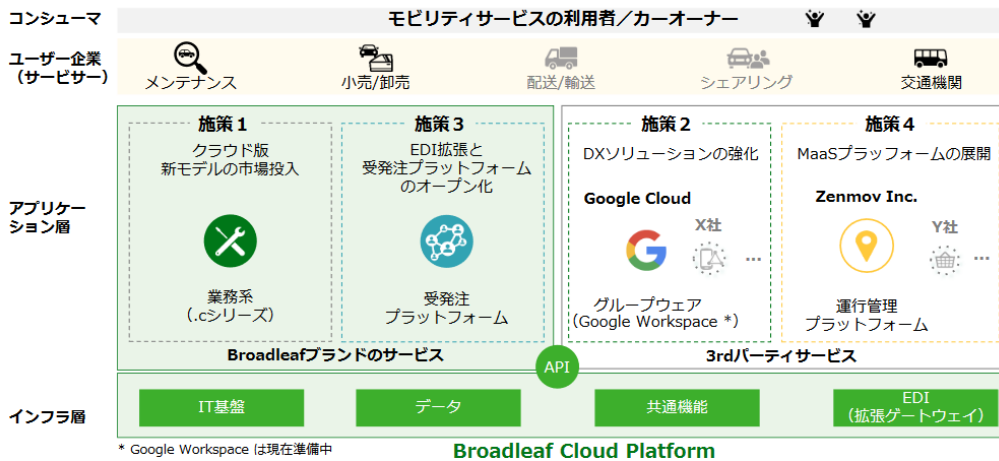 コンシューマ
モビリティサービスの利用者／カーオーナー
ユーザー企業
（サービサー）
メンテナンス
小売/卸売
配送/輸送
シェアリング
交通機関
アプリケー
ション層
施策１
クラウド版
新モデルの市場投入
業務系
（.cシリーズ）
施策３
EDI拡張と
受発注プラットフォーム
のオープン化
受発注
プラットフォーム
Broadleafブランドのサービス
施策２
DXソリューションの強化
Google Cloud
X社
…
グループウェア
（Google Workspace *）
施策４
MaaSプラッフォームの展開
Zenmov Inc.
Y社
…
運行管理
プラットフォーム
3rdパーティサービス
API
インフラ層
IT基盤
データ
共通機能
EDI
（拡張ゲートウェイ）
* Google Workspace は現在準備中
Broadleaf Cloud Platform